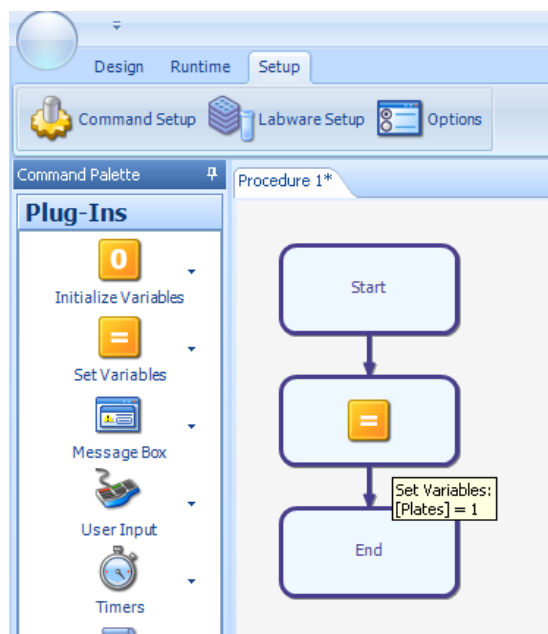 Design Runtime Setup
Command Setup Labware Setup Options
Command Palette
Procedure 1*
Plug-Ins
0
Initialize Variables
=
Set Variables
Message Box
User Input
Timers
Start
=
Set Variables:
[Plates] = 1
End